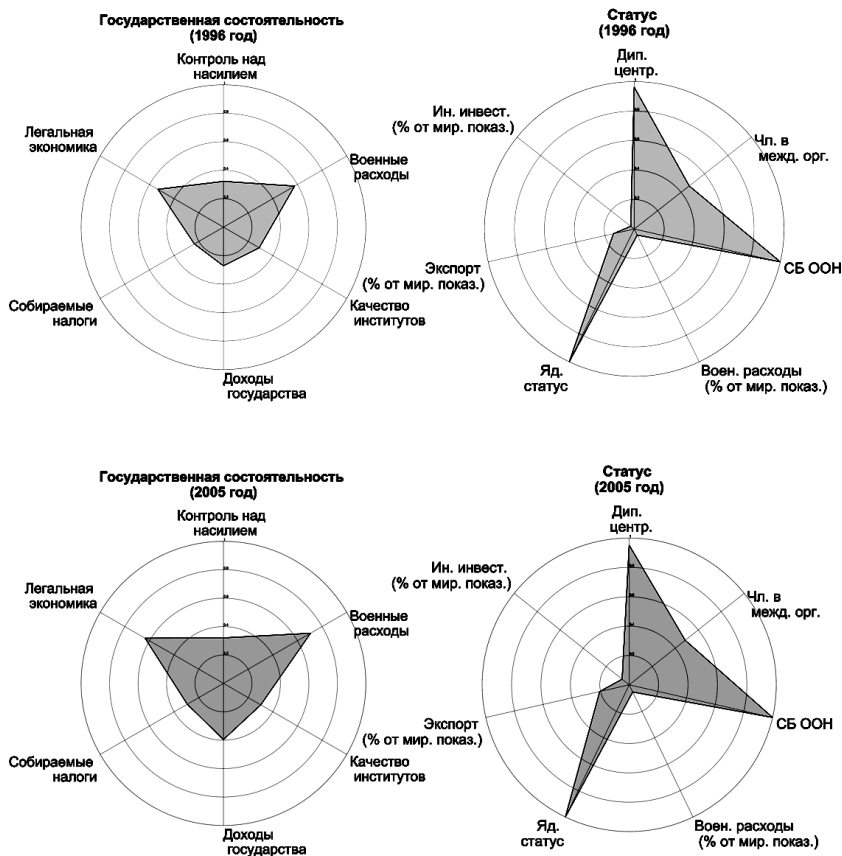 Государственная состоятельность
(1996 год)
Контроль над
насилием
Легальная
экономика
Военные
расходы
Собираемые
налоги
Качество
институтов
Доходы
государства
Статус
(1996 год)
Дип.
центр.
Ин. инвест.
(% от мир. показ.)
Чл. в
межд. орг.
Экспорт
(% от мир. показ.)
СБ ООН
Яд.
статус
Воен. расходы
(% от мир. показ.)
Государственная состоятельность
(2005 год)
Контроль над
насилием
Легальная
экономика
Военные
расходы
Собираемые
налоги
Качество
институтов
Доходы
государства
Статус
(2005 год)
Дип.
центр.
Ин. инвест.
(% от мир. показ.)
Чл. в
межд. орг.
Экспорт
(% от мир. показ.)
СБ ООН
Яд.
статус
Воен. расходы
(% от мир. показ.)